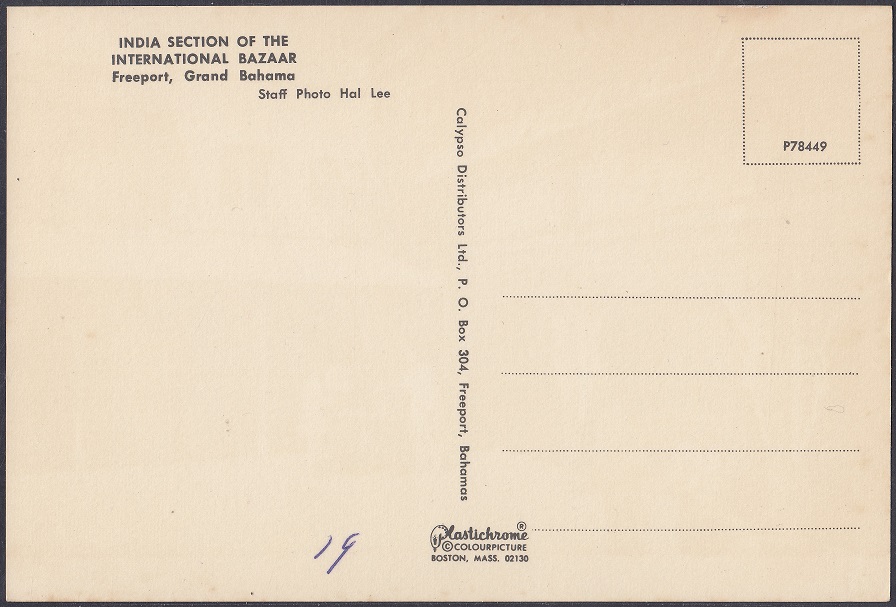 INDIA SECTION OF THE
INTERNATIONAL BAZAAR
Freeport, Grand Bahama
Staff Photo Hal Lee
Calypso Distributors Ltd., P. O. Box 304, Freeport, Bahamas
P78449
19
Plastichrome ®
© COLOURPICTURE
BOSTON, MASS. 02130